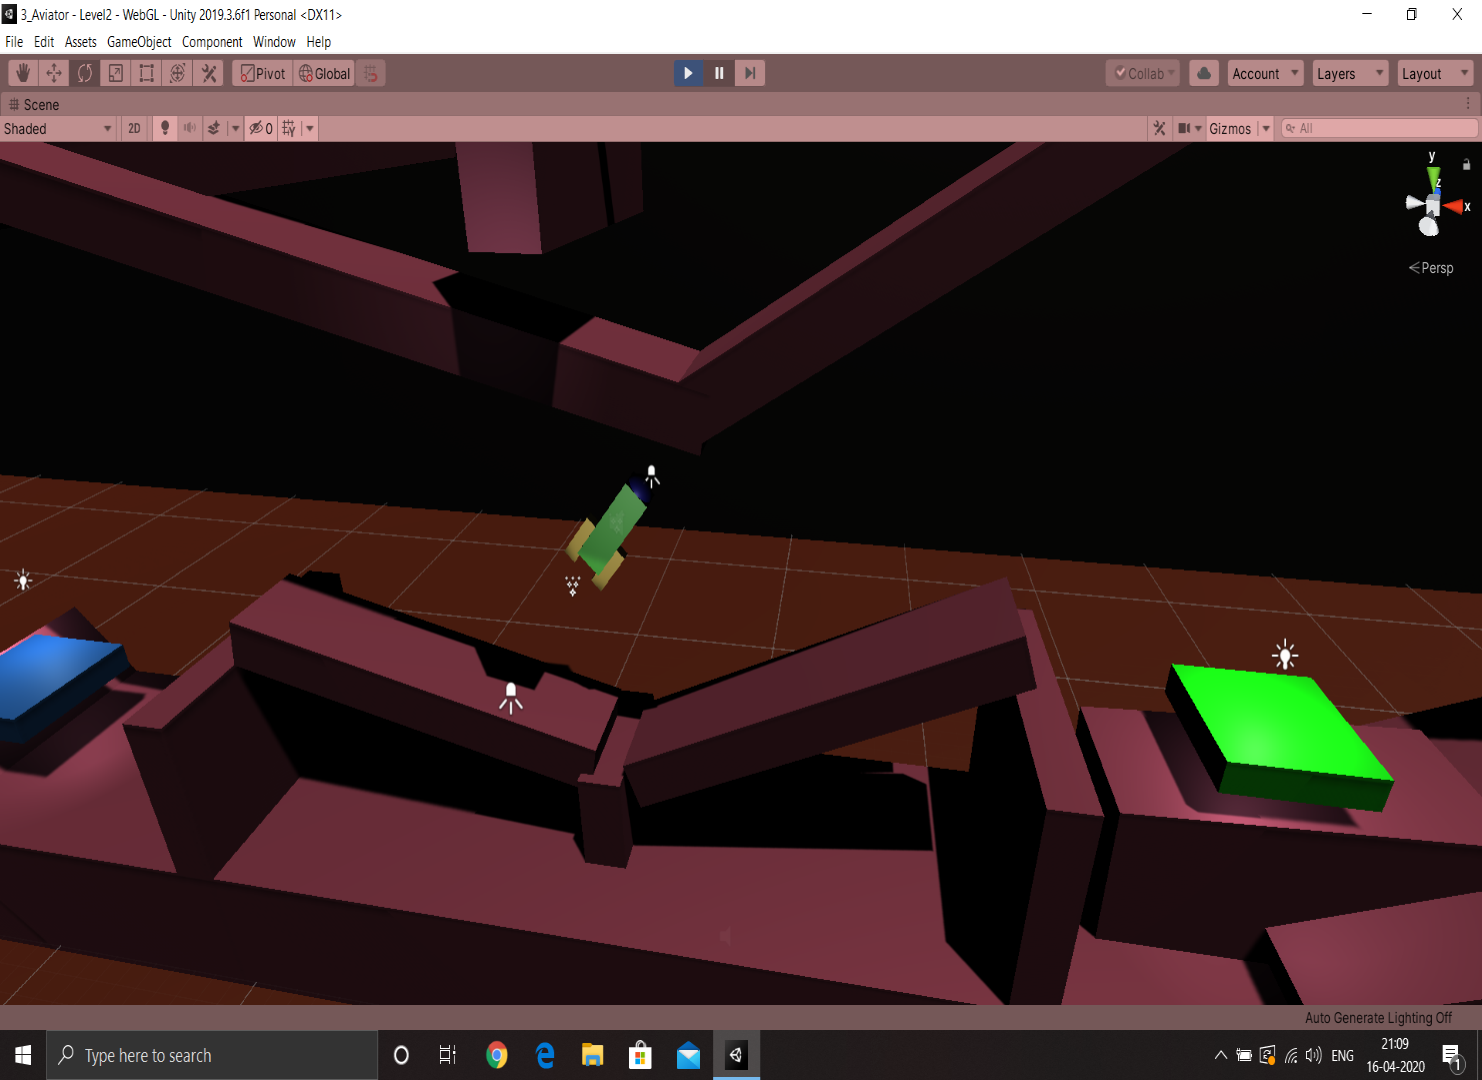 3_Aviator - Level2 - WebGL - Unity 2019.3.6f1 Personal <DX11>
File Edit Assets GameObject Component Window Help
Pivot Global Collab Account Layers Layout
Scene
Shaded 2D 0 Gizmos All
y
z
x
Persp
Auto Generate Lighting Off
Type here to search
ENG
21:09
16-04-2020
1